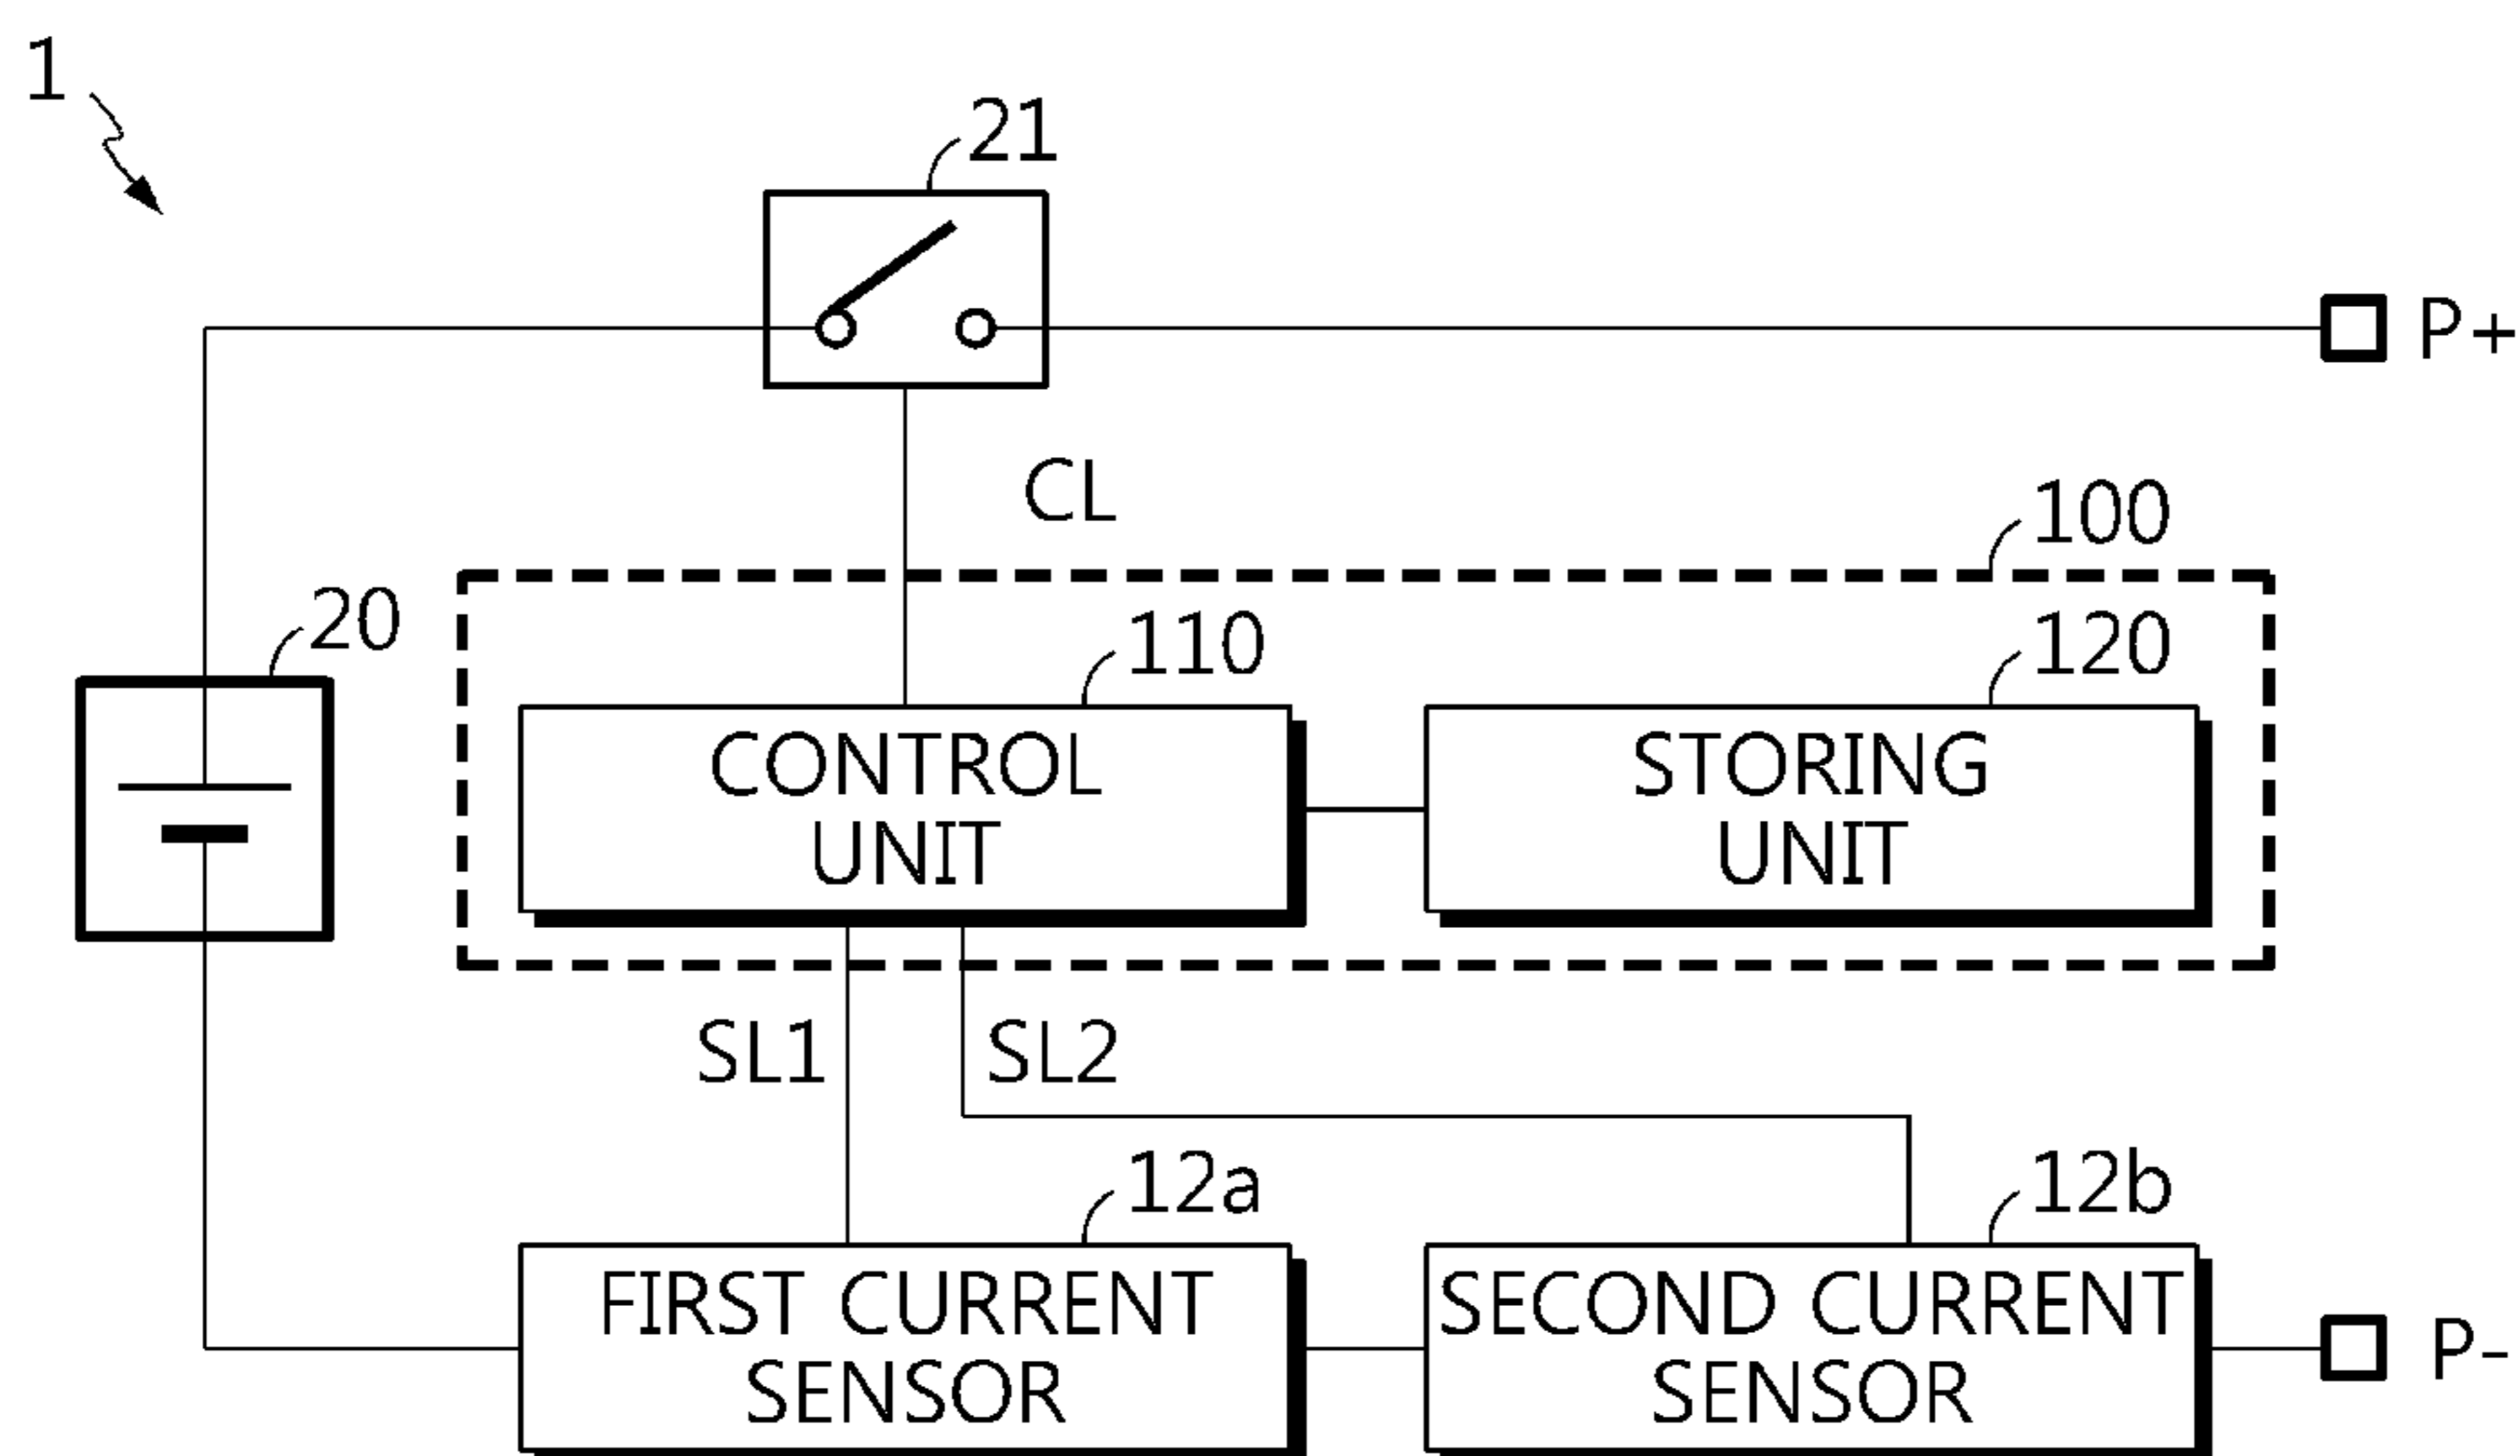 1
21
P+
CL
100
20
110
120
CONTROL
UNIT
STORING
UNIT
SL1
SL2
12a
12b
FIRST CURRENT
SENSOR
SECOND CURRENT
SENSOR
P-